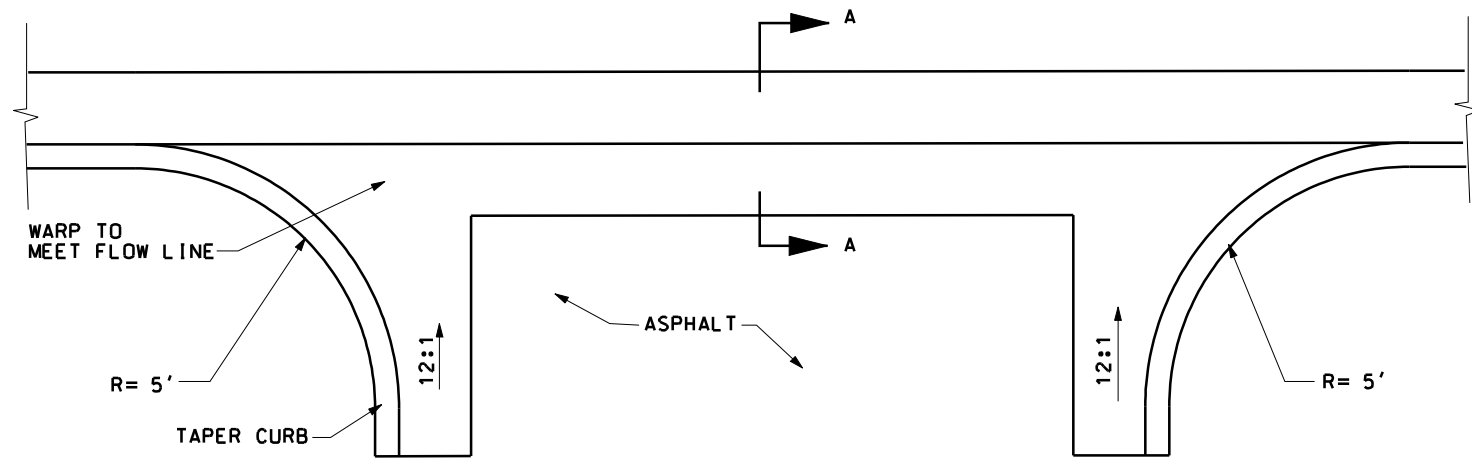 A
WARP TO
MEET FLOW LINE
A
ASPHALT
12:1
12:1
R= 5'
R= 5'
TAPER CURB